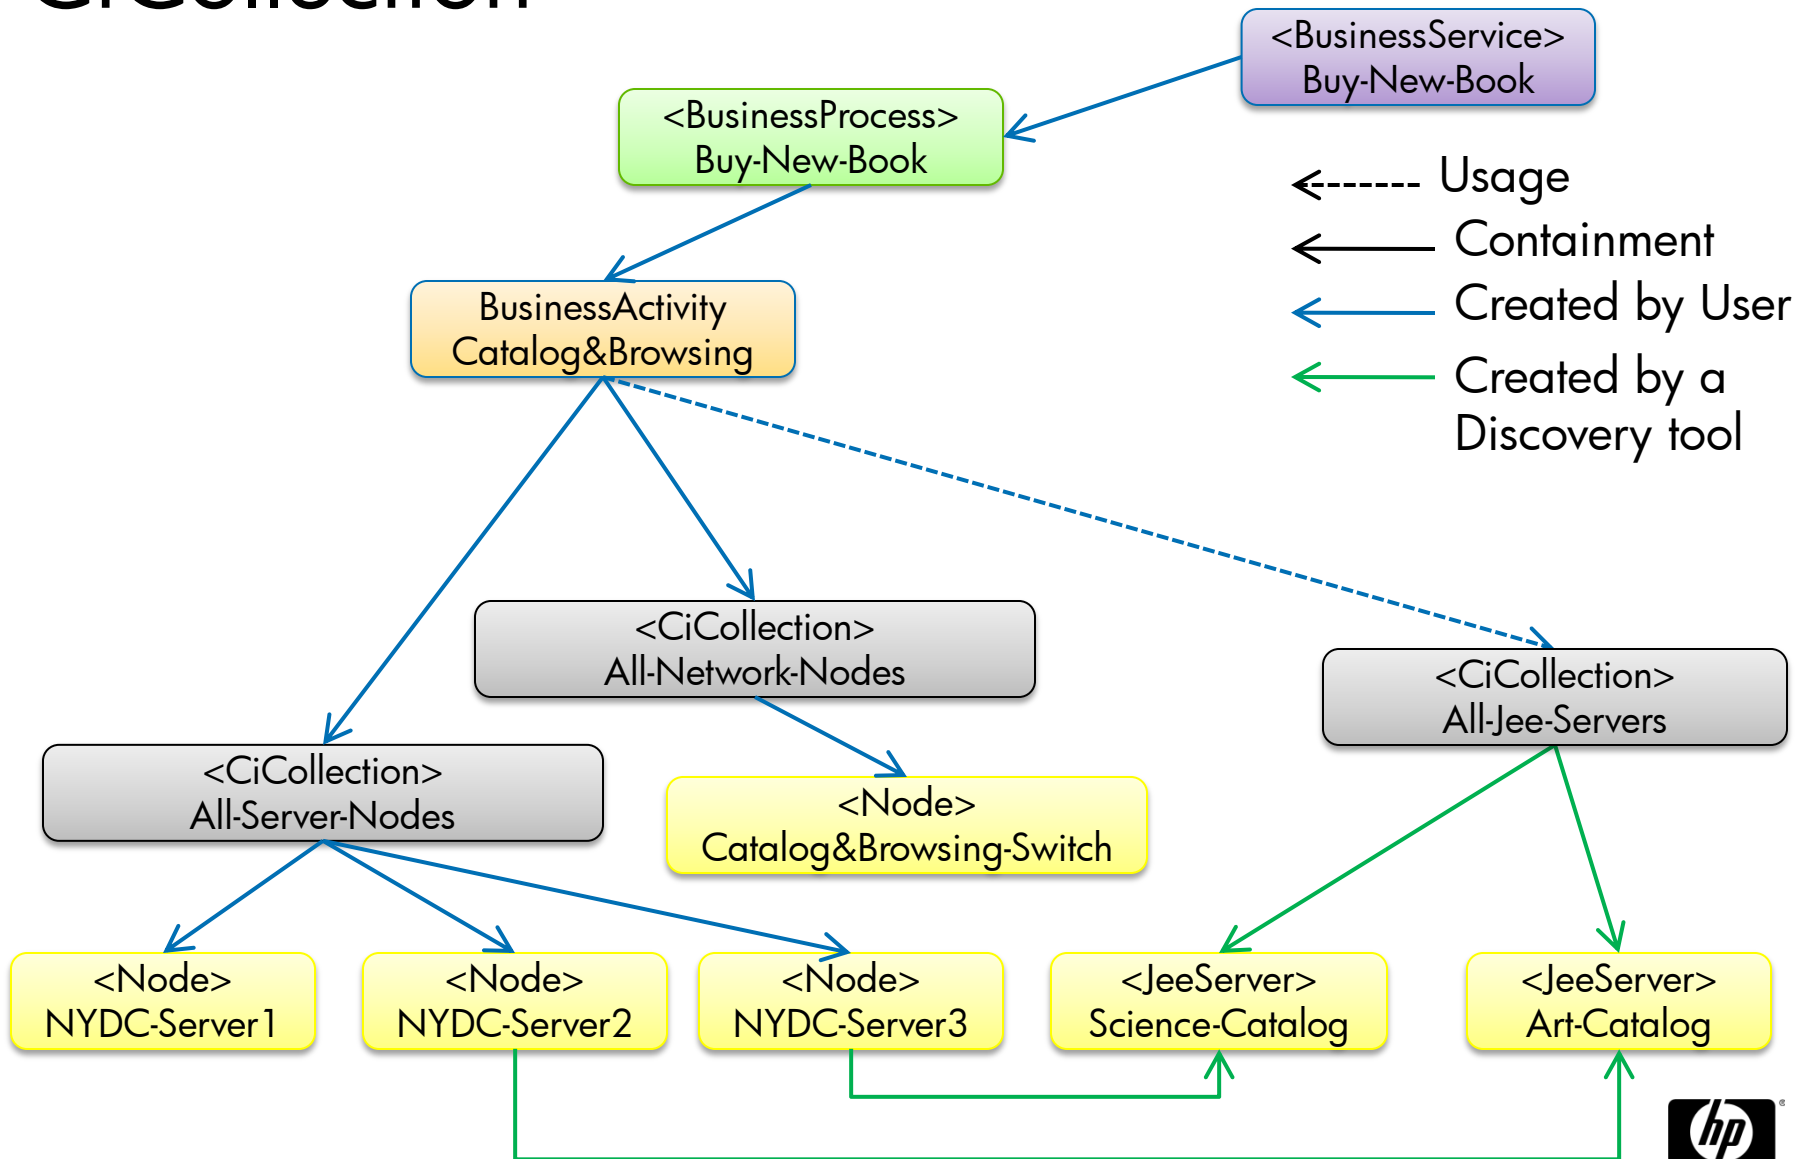 CiCollection
<BusinessService>
Buy-New-Book
<BusinessProcess>
Buy-New-Book
Usage
Containment
Created by User
Created by a
Discovery tool
BusinessActivity
Catalog&Browsing
<CiCollection>
All-Network-Nodes
<CiCollection>
All-Jee-Servers
<CiCollection>
All-Server-Nodes
<Node>
Catalog&Browsing-Switch
<Node>
NYDC-Server1
<Node>
NYDC-Server2
<Node>
NYDC-Server3
<JeeServer>
Science-Catalog
<JeeServer>
Art-Catalog
hp
®